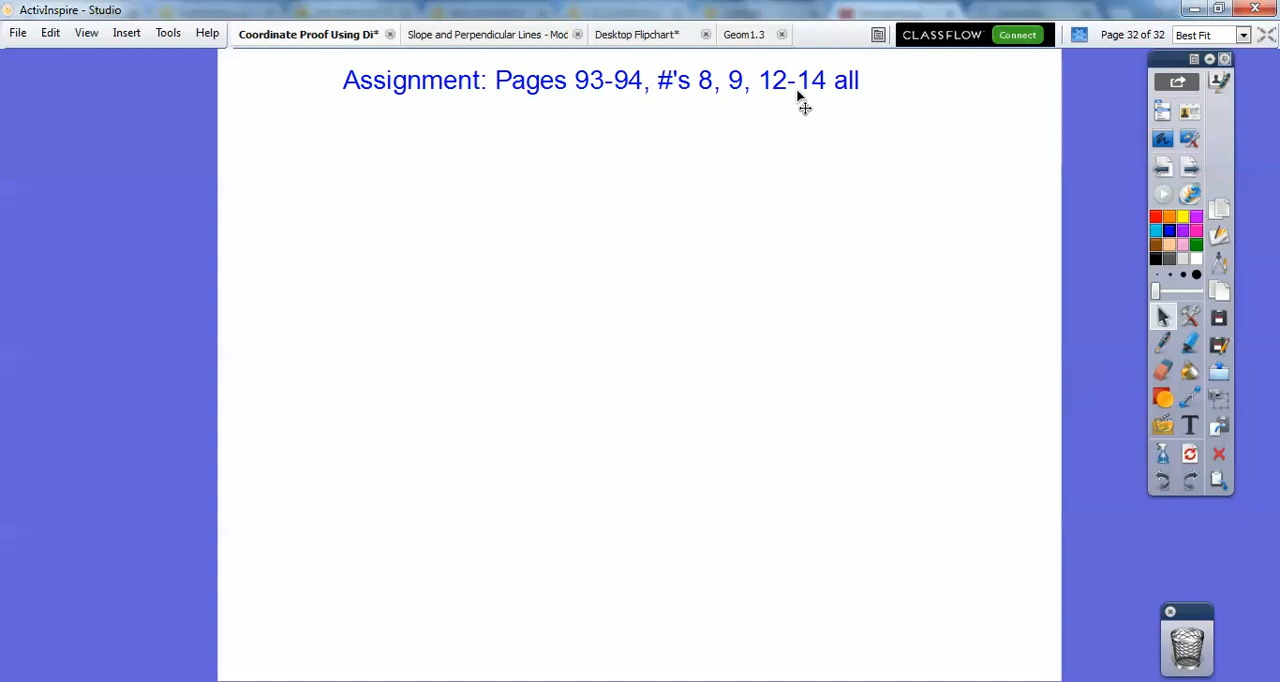 ActivInspire - Studio
File Edit View Insert Tools Help
Coordinate Proof Using Di* Slope and Perpendicular Lines - Mod Desktop Flipchart* Geom1.3
CLASSFLOW Connect
Page 32 of 32 Best Fit
Assignment: Pages 93-94, #'s 8, 9, 12-14 all
T